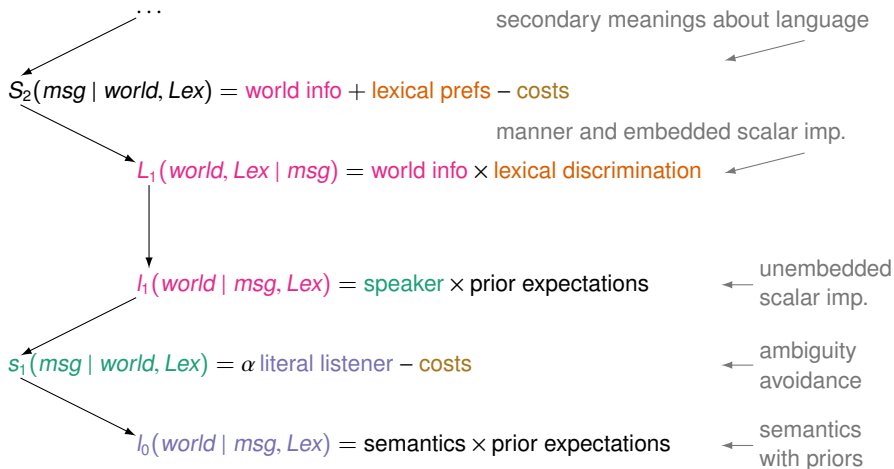 ...
secondary meanings about language
S₂(msg | world, Lex) = world info + lexical prefs – costs
manner and embedded scalar imp.
L₁(world, Lex | msg) = world info × lexical discrimination
l₁(world | msg, Lex) = speaker × prior expectations
unembedded
scalar imp.
s₁(msg | world, Lex) = α literal listener – costs
ambiguity
avoidance
l₀(world | msg, Lex) = semantics × prior expectations
semantics
with priors